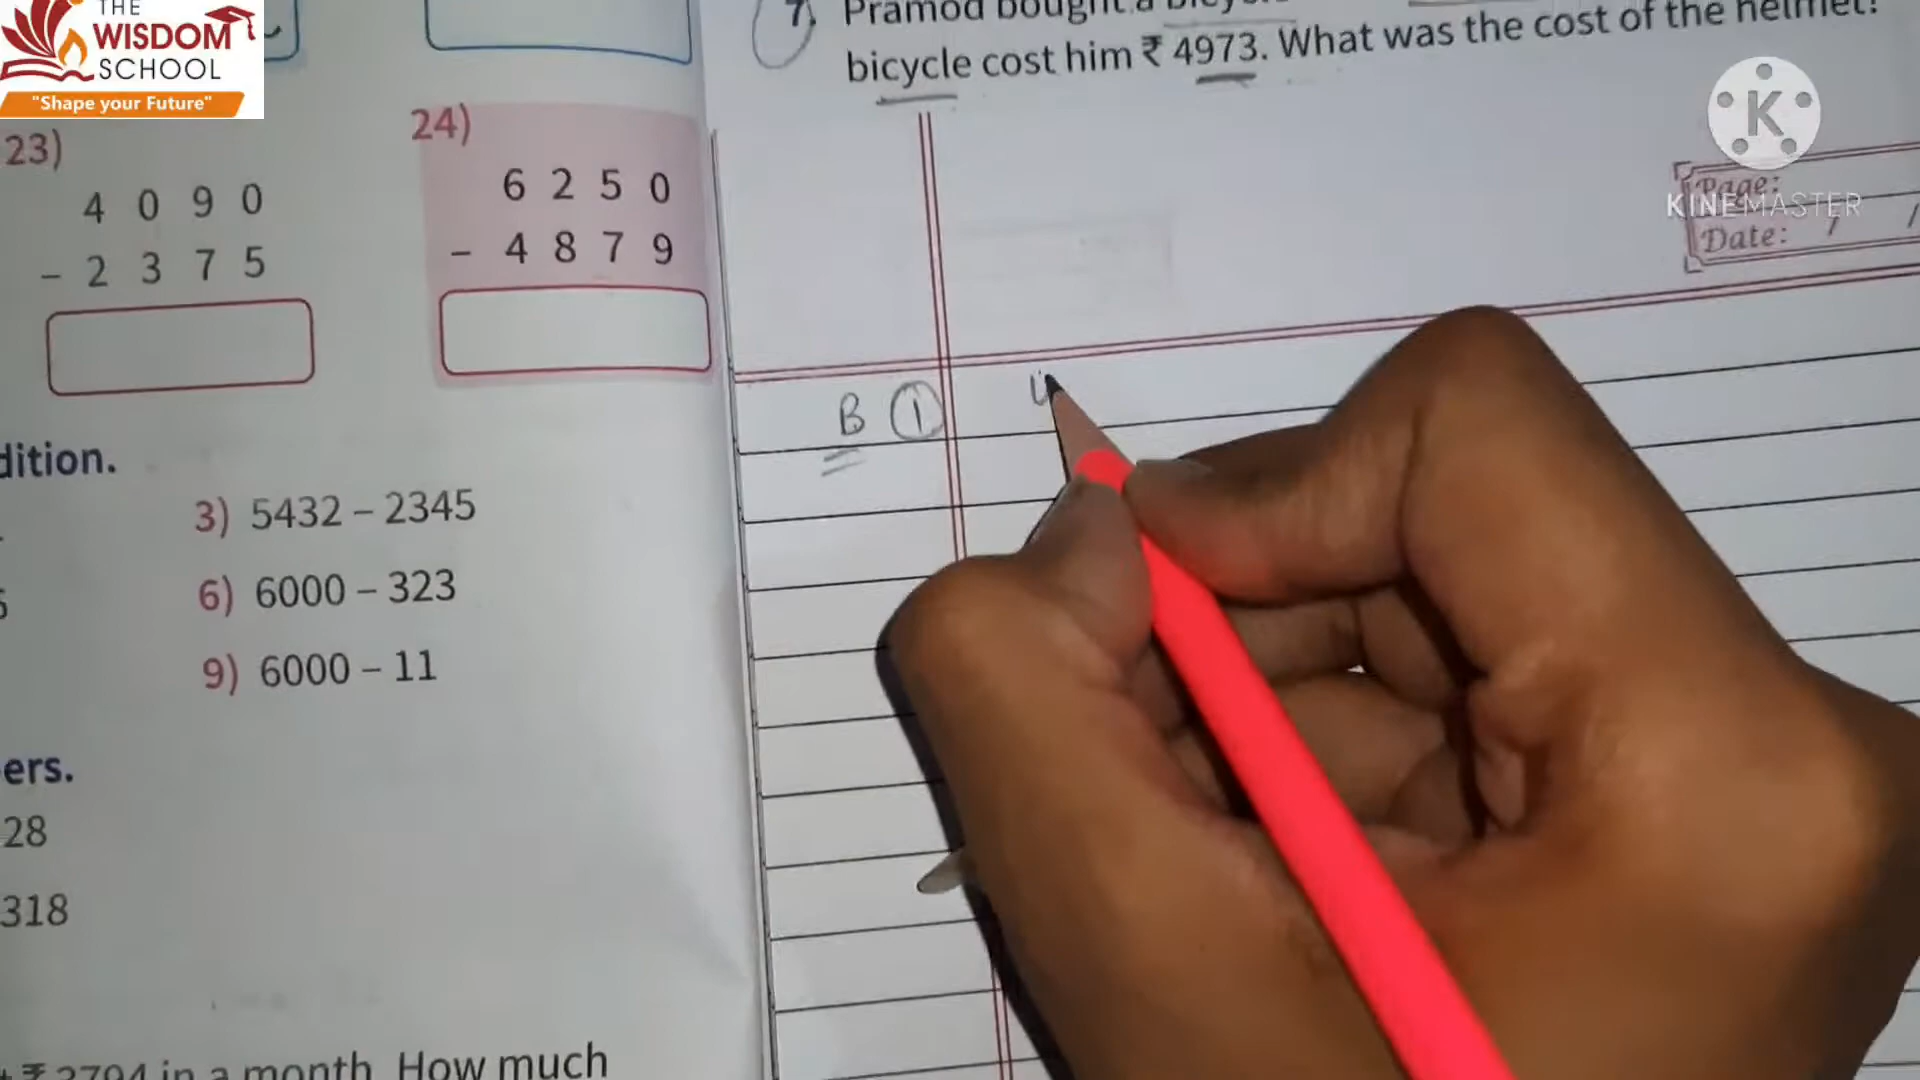 THE
WISDOM
SCHOOL
"Shape your Future"
23)
4 0 9 0
- 2 3 7 5
24)
6 2 5 0
- 4 8 7 9
dition.
3) 5432 – 2345
6) 6000 – 323
9) 6000 – 11
ers.
28
318
₹ 2794 in a month. How much
7. Pramod bought a bicycle
bicycle cost him ₹ 4973. What was the cost of the helmet?
K
KINEMASTER
Page:
Date: / /
B 1